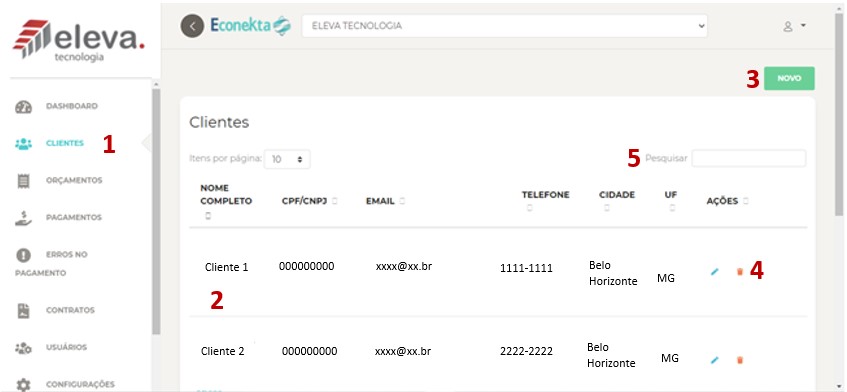 eleva.
tecnologia
Econekta
ELEVA TECNOLOGIA
3
NOVO
DASHBOARD
CLIENTES
1
ORÇAMENTOS
PAGAMENTOS
ERROS NO
PAGAMENTO
CONTRATOS
USUÁRIOS
CONFIGURAÇÕES
Clientes
Itens por página: 10
5 Pesquisar
NOME
COMPLETO
CPF/CNPJ
EMAIL
TELEFONE
CIDADE
UF
AÇÕES
Cliente 1 000000000 xxxx@xx.br 1111-1111 Belo
Horizonte MG 4
2
Cliente 2 000000000 xxxx@xx.br 2222-2222 Belo
Horizonte MG